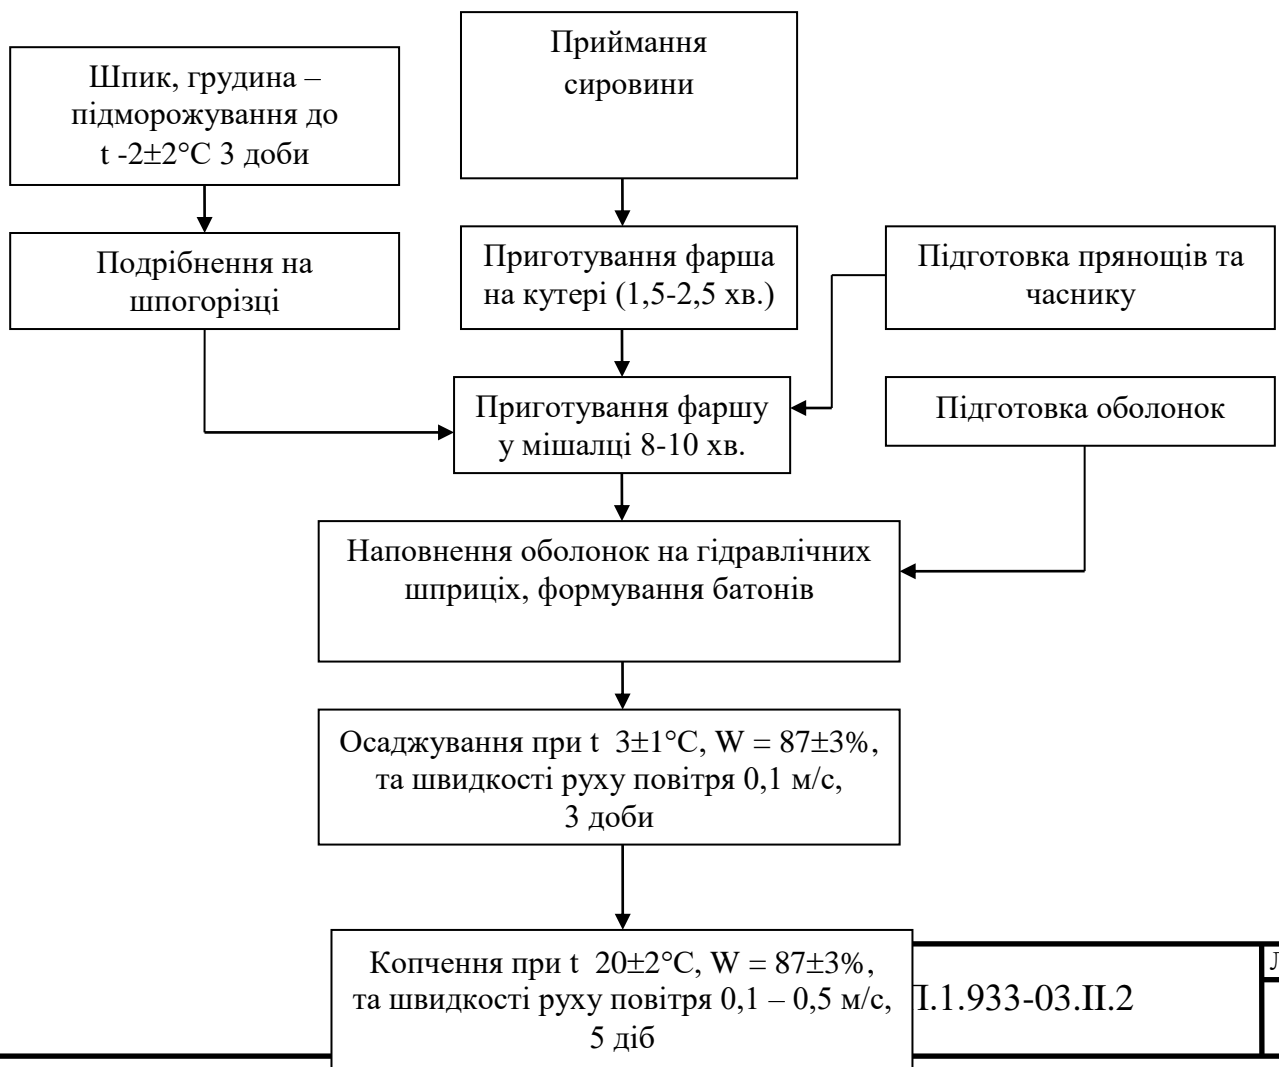 Шпик, грудина –
підморожування до
t -2±2°С 3 доби
Приймання
сировини
Подрібнення на
шпогорізці
Приготування фарша
на кутері (1,5-2,5 хв.)
Підготовка прянощів та
часнику
Приготування фаршу
у мішалці 8-10 хв.
Підготовка оболонок
Наповнення оболонок на гідравлічних
шприціх, формування батонів
Осаджування при t 3±1°С, W = 87±3%,
та швидкості руху повітря 0,1 м/с,
3 доби
Копчення при t 20±2°С, W = 87±3%,
та швидкості руху повітря 0,1 – 0,5 м/с,
5 діб
.1.933-03.ІІ.2